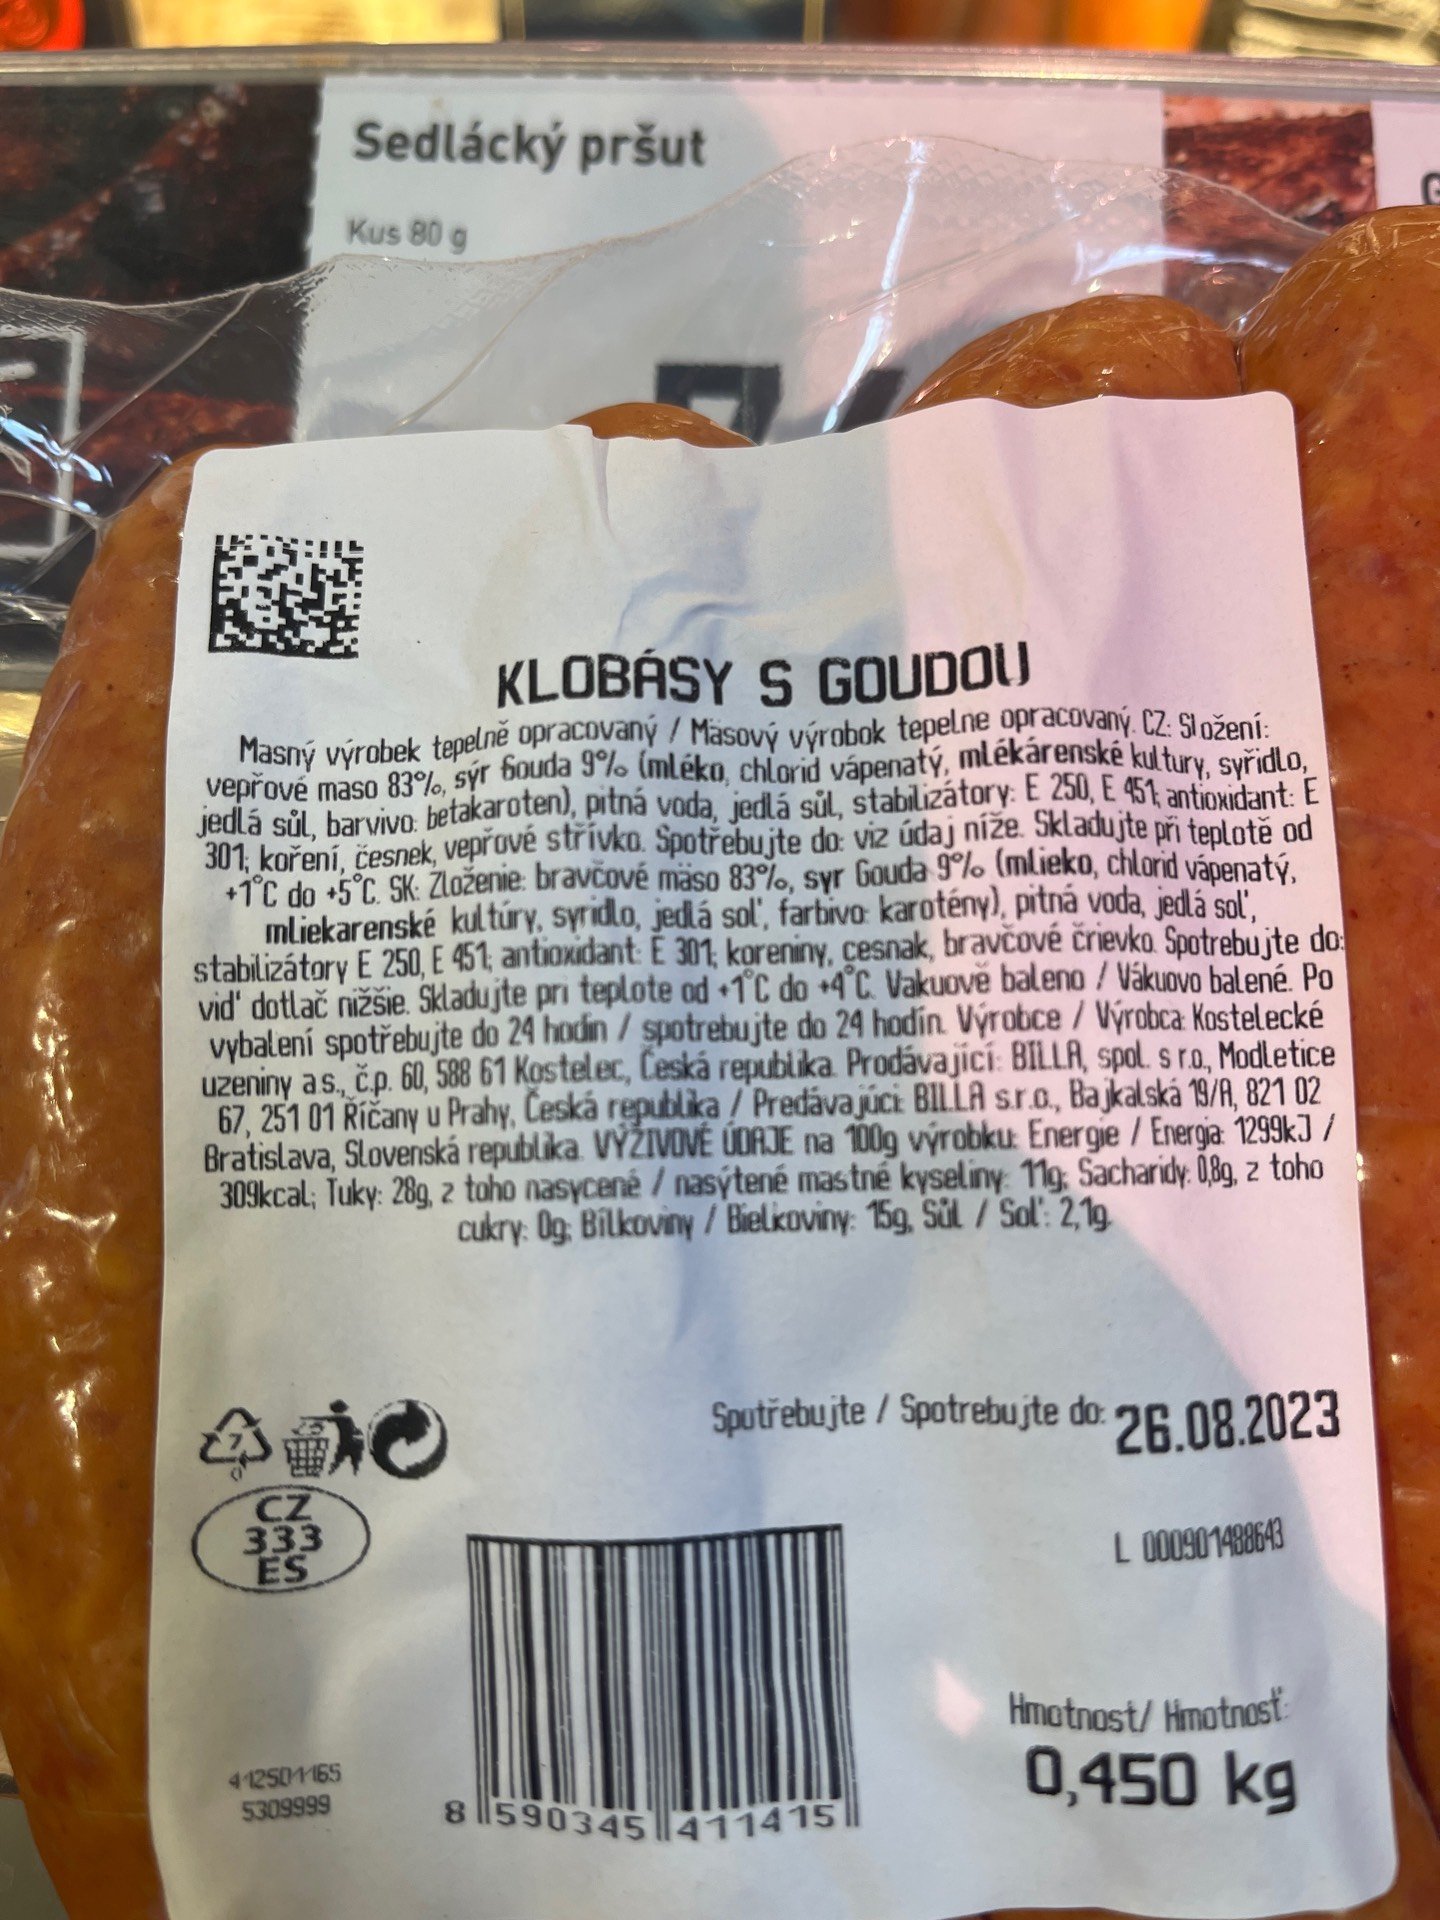 Sedlácký pršut
Kus 80 g
KLOBÁSY S GOUDOU
Masný výrobek tepelně opracovaný / Mäsový výrobok tepelne opracovaný. CZ: Složení:
vepřové maso 83%, sýr Gouda 9% (mléko, chlorid vápenatý, mlékárenské kultury, syřidlo,
jedlá sůl, barvivo: betakaroten), pitná voda, jedlá sůl, stabilizátory: E 250, E 451; antioxidant: E
301; koření, česnek, vepřové střívko. Spotřebujte do: viz údaj níže. Skladujte při teplotě od
+1°C do +5°C. SK: Zloženie: bravčové mäso 83%, syr Gouda 9% (mlieko, chlorid vápenatý,
mliekarenské kultúry, syridlo, jedlá soľ, farbivo: karotény), pitná voda, jedlá soľ,
stabilizátory E 250, E 451; antioxidant: E 301; koreniny, cesnak, bravčové črievko. Spotrebujte do:
viď dotlač nižšie. Skladujte pri teplote od +1°C do +4°C. Vakuově baleno / Vákuovo balené. Po
vybalení spotřebujte do 24 hodin / spotrebujte do 24 hodín. Výrobce / Výrobca: Kostelecké
uzeniny a.s., č.p. 60, 588 61 Kostelec, Česká republika. Prodávající: BILLA, spol. s r.o., Modletice
67, 251 01 Říčany u Prahy, Česká republika / Predávajúci: BILLA s.r.o., Bajkalská 19/A, 821 02
Bratislava, Slovenská republika. VÝŽIVOVÉ ÚDAJE na 100g výrobku: Energie / Energia: 1299kJ /
309kcal; Tuky: 28g, z toho nasycené / nasýtené mastné kyseliny: 11g; Sacharidy: 0,8g, z toho
cukry: 0g; Bílkoviny / Bielkoviny: 15g, Sůl / Soľ: 2,1g.
Spotřebujte / Spotrebujte do: 26.08.2023
7
CZ
333
ES
L 000901488643
Hmotnost/ Hmotnosť:
0,450 kg
412501165
5309999
8 590345 411415